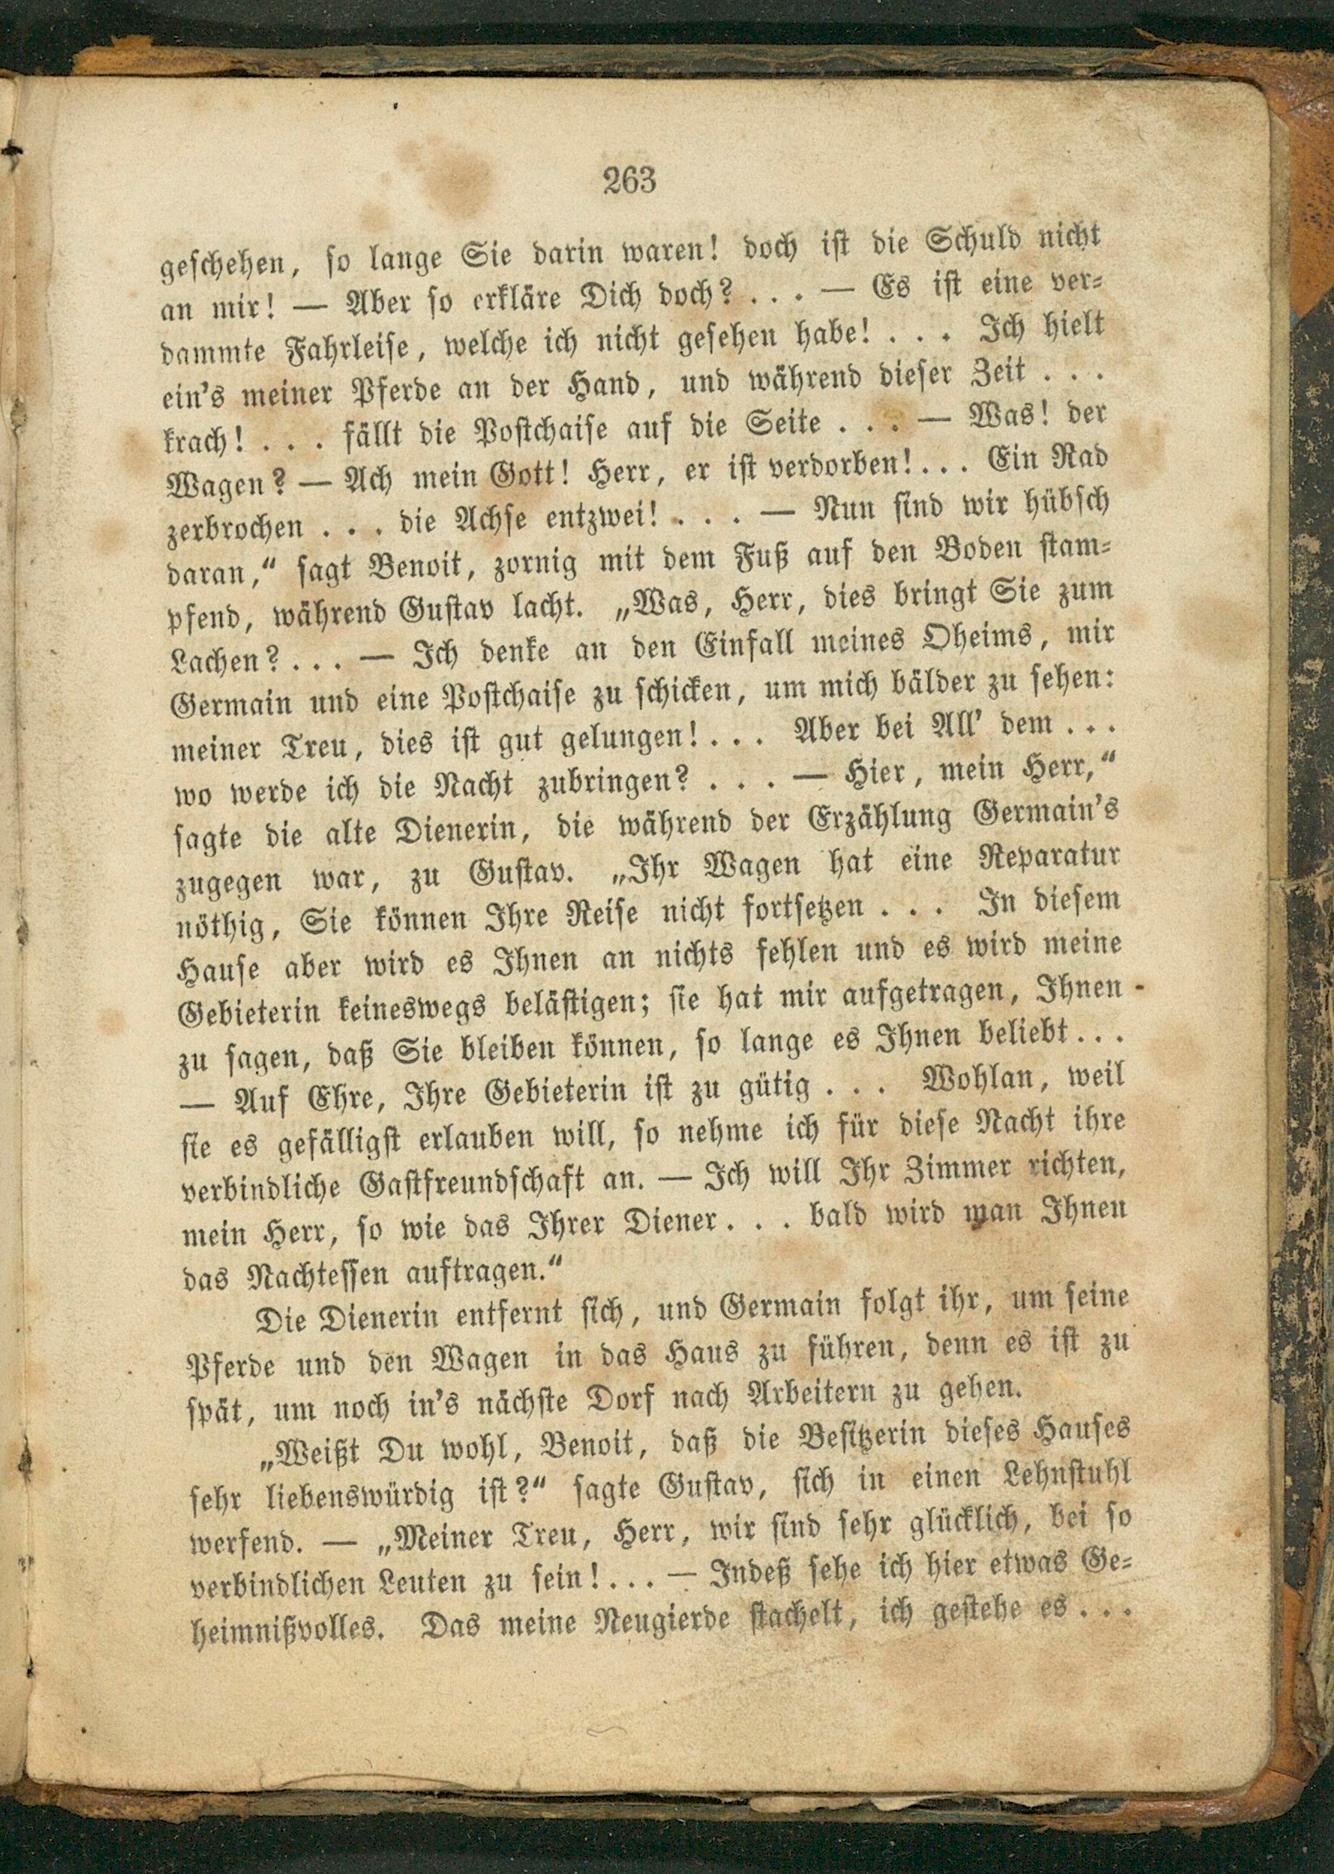 263
geschehen, so lange Sie darin waren! doch ist die Schuld nicht
an mir! — Aber so erkläre Dich doch? . . . — Es ist eine ver-
dammte Fahrleise, welche ich nicht gesehen habe! . . . Ich hielt
ein's meiner Pferde an der Hand, und während dieser Zeit . . .
krach! . . . fällt die Postchaise auf die Seite . . . — Was! der
Wagen? — Ach mein Gott! Herr, er ist verdorben! . . . Ein Rad
zerbrochen . . . die Achse entzwei! . . . — Nun sind wir hübsch
daran,“ sagt Benoit, zornig mit dem Fuß auf den Boden stam-
pfend, während Gustav lacht. „Was, Herr, dies bringt Sie zum
Lachen? . . . — Ich denke an den Einfall meines Oheims, mir
Germain und eine Postchaise zu schicken, um mich bälder zu sehen:
meiner Treu, dies ist gut gelungen! . . . Aber bei All' dem . . .
wo werde ich die Nacht zubringen? . . . — Hier, mein Herr,“
sagte die alte Dienerin, die während der Erzählung Germain's
zugegen war, zu Gustav. „Ihr Wagen hat eine Reparatur
nöthig, Sie können Ihre Reise nicht fortsetzen . . . In diesem
Hause aber wird es Ihnen an nichts fehlen und es wird meine
Gebieterin keineswegs belästigen; sie hat mir aufgetragen, Ihnen
zu sagen, daß Sie bleiben können, so lange es Ihnen beliebt . . .
— Auf Ehre, Ihre Gebieterin ist zu gütig . . . Wohlan, weil
sie es gefälligst erlauben will, so nehme ich für diese Nacht ihre
verbindliche Gastfreundschaft an. — Ich will Ihr Zimmer richten,
mein Herr, so wie das Ihrer Diener . . . bald wird man Ihnen
das Nachtessen auftragen.“
Die Dienerin entfernt sich, und Germain folgt ihr, um seine
Pferde und den Wagen in das Haus zu führen, denn es ist zu
spät, um noch in's nächste Dorf nach Arbeitern zu gehen.
„Weißt Du wohl, Benoit, daß die Besitzerin dieses Hauses
sehr liebenswürdig ist?“ sagte Gustav, sich in einen Lehnstuhl
werfend. — „Meiner Treu, Herr, wir sind sehr glücklich, bei so
verbindlichen Leuten zu sein! . . . — Indeß sehe ich hier etwas Ge-
heimnißvolles. Das meine Neugierde stachelt, ich gestehe es . . .